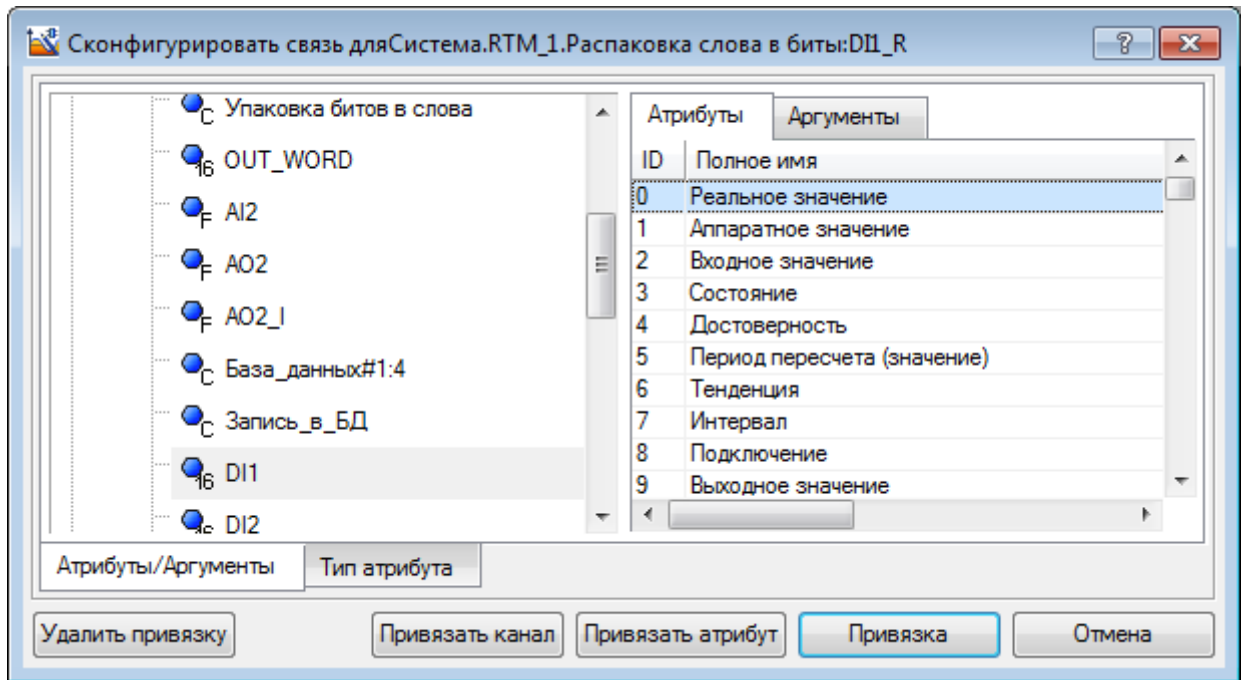 Сконфигурировать связь дляСистема.RTM_1.Распаковка слова в биты:DI1_R
Упаковка битов в слова
OUT_WORD
AI2
AO2
AO2_I
База_данных#1:4
Запись_в_БД
DI1
DI2
Атрибуты Аргументы
ID Полное имя
0 Реальное значение
1 Аппаратное значение
2 Входное значение
3 Состояние
4 Достоверность
5 Период пересчета (значение)
6 Тенденция
7 Интервал
8 Подключение
9 Выходное значение
Атрибуты/Аргументы Тип атрибута
Удалить привязку Привязать канал Привязать атрибут Привязка Отмена